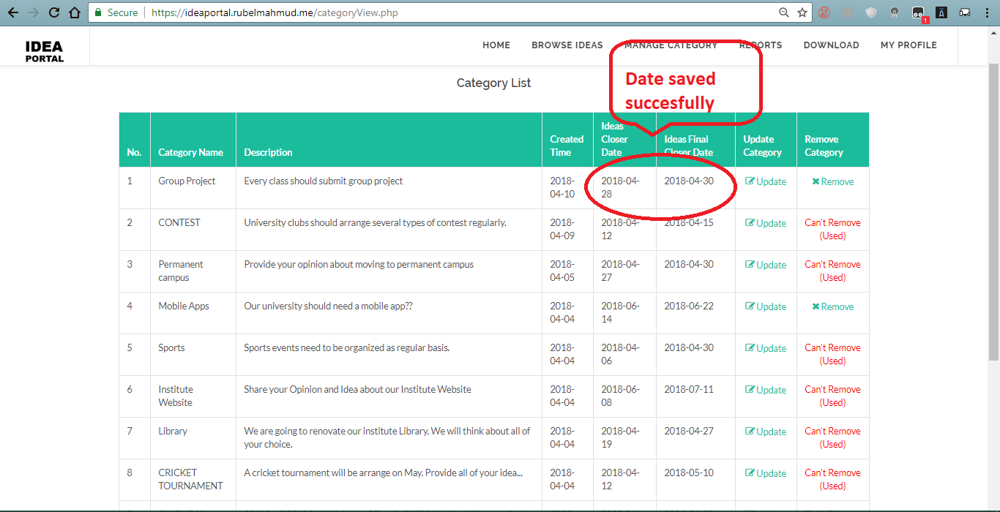 Secure https://ideaportal.rubelmahmud.me/categoryView.php
1
IDEA
PORTAL
HOME BROWSE IDEAS MANAGE CATEGORY REPORTS DOWNLOAD MY PROFILE
Category List
Date saved
succesfully
No. Category Name Description Created Time Ideas Closer Date Ideas Final Closer Date Update Category Remove Category
1 Group Project Every class should submit group project 2018-04-10 2018-04-28 2018-04-30 Update Remove
2 CONTEST University clubs should arrange several types of contest regularly. 2018-04-09 2018-04-12 2018-04-15 Update Can't Remove (Used)
3 Permanent campus Provide your opinion about moving to permanent campus 2018-04-05 2018-04-27 2018-04-30 Update Can't Remove (Used)
4 Mobile Apps Our university should need a mobile app?? 2018-04-04 2018-06-14 2018-06-22 Update Remove
5 Sports Sports events need to be organized as regular basis. 2018-04-04 2018-04-06 2018-04-30 Update Can't Remove (Used)
6 Institute Website Share your Opinion and Idea about our Institute Website 2018-04-04 2018-06-08 2018-07-11 Update Can't Remove (Used)
7 Library We are going to renovate our institute Library. We will think about all of your choice. 2018-04-04 2018-04-19 2018-04-27 Update Can't Remove (Used)
8 CRICKET TOURNAMENT A cricket tournament will be arrange on May. Provide all of your idea... 2018-04-04 2018-04-12 2018-05-10 Update Can't Remove (Used)